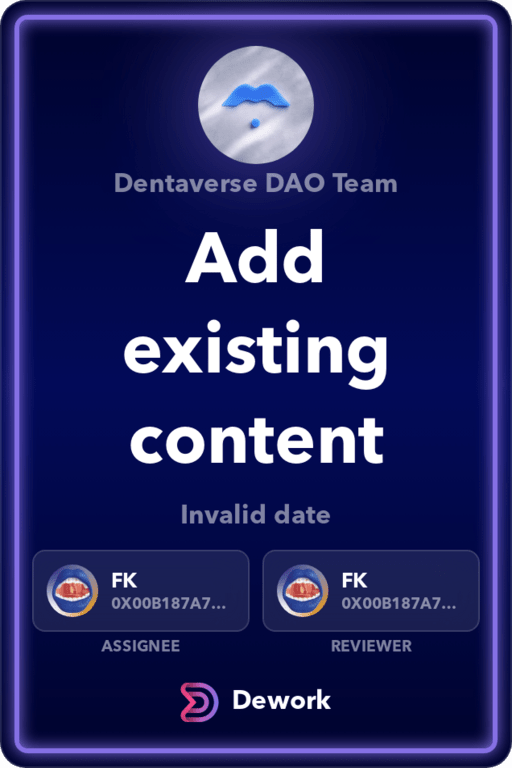 Dentaverse DAO Team
Add
existing
content
Invalid date
FK
0X00B187A7...
ASSIGNEE
FK
0X00B187A7...
REVIEWER
Dework